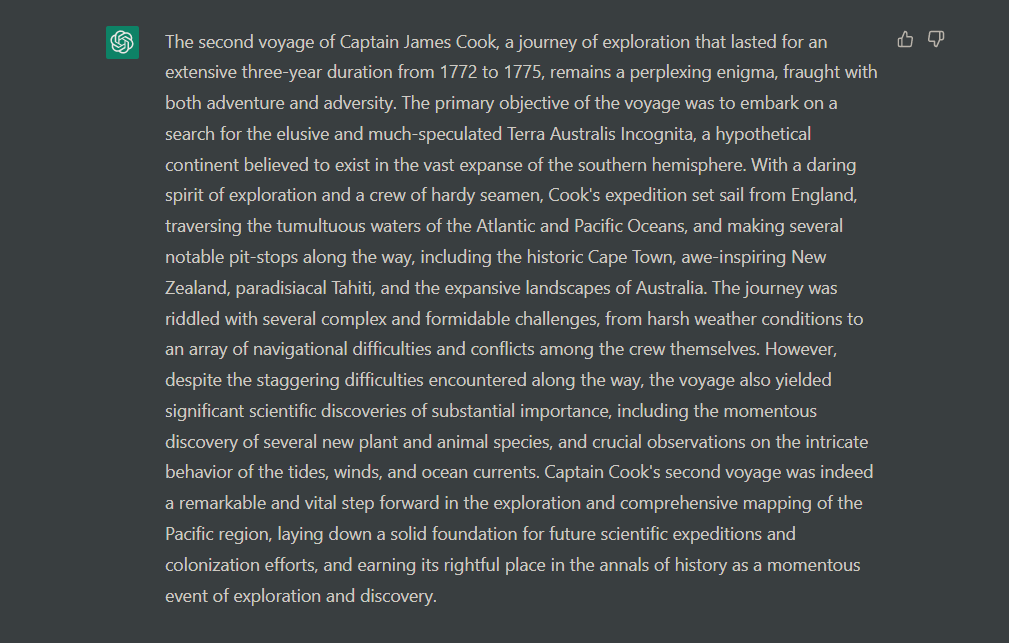 The second voyage of Captain James Cook, a journey of exploration that lasted for an
extensive three-year duration from 1772 to 1775, remains a perplexing enigma, fraught with
both adventure and adversity. The primary objective of the voyage was to embark on a
search for the elusive and much-speculated Terra Australis Incognita, a hypothetical
continent believed to exist in the vast expanse of the southern hemisphere. With a daring
spirit of exploration and a crew of hardy seamen, Cook's expedition set sail from England,
traversing the tumultuous waters of the Atlantic and Pacific Oceans, and making several
notable pit-stops along the way, including the historic Cape Town, awe-inspiring New
Zealand, paradisiacal Tahiti, and the expansive landscapes of Australia. The journey was
riddled with several complex and formidable challenges, from harsh weather conditions to
an array of navigational difficulties and conflicts among the crew themselves. However,
despite the staggering difficulties encountered along the way, the voyage also yielded
significant scientific discoveries of substantial importance, including the momentous
discovery of several new plant and animal species, and crucial observations on the intricate
behavior of the tides, winds, and ocean currents. Captain Cook's second voyage was indeed
a remarkable and vital step forward in the exploration and comprehensive mapping of the
Pacific region, laying down a solid foundation for future scientific expeditions and
colonization efforts, and earning its rightful place in the annals of history as a momentous
event of exploration and discovery.